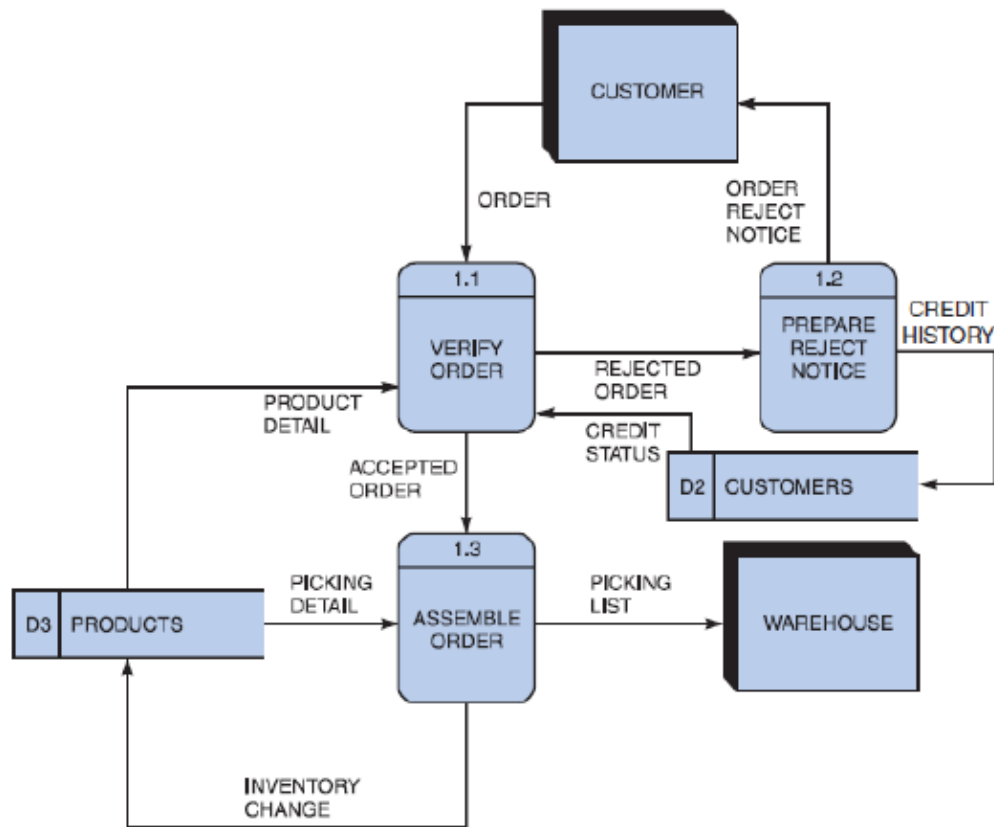 CUSTOMER
ORDER
ORDER
REJECT
NOTICE
1.1
VERIFY
ORDER
1.2
PREPARE
REJECT
NOTICE
CREDIT
HISTORY
REJECTED
ORDER
PRODUCT
DETAIL
CREDIT
STATUS
ACCEPTED
ORDER
D2 CUSTOMERS
1.3
ASSEMBLE
ORDER
PICKING
DETAIL
PICKING
LIST
D3 PRODUCTS
WAREHOUSE
INVENTORY
CHANGE